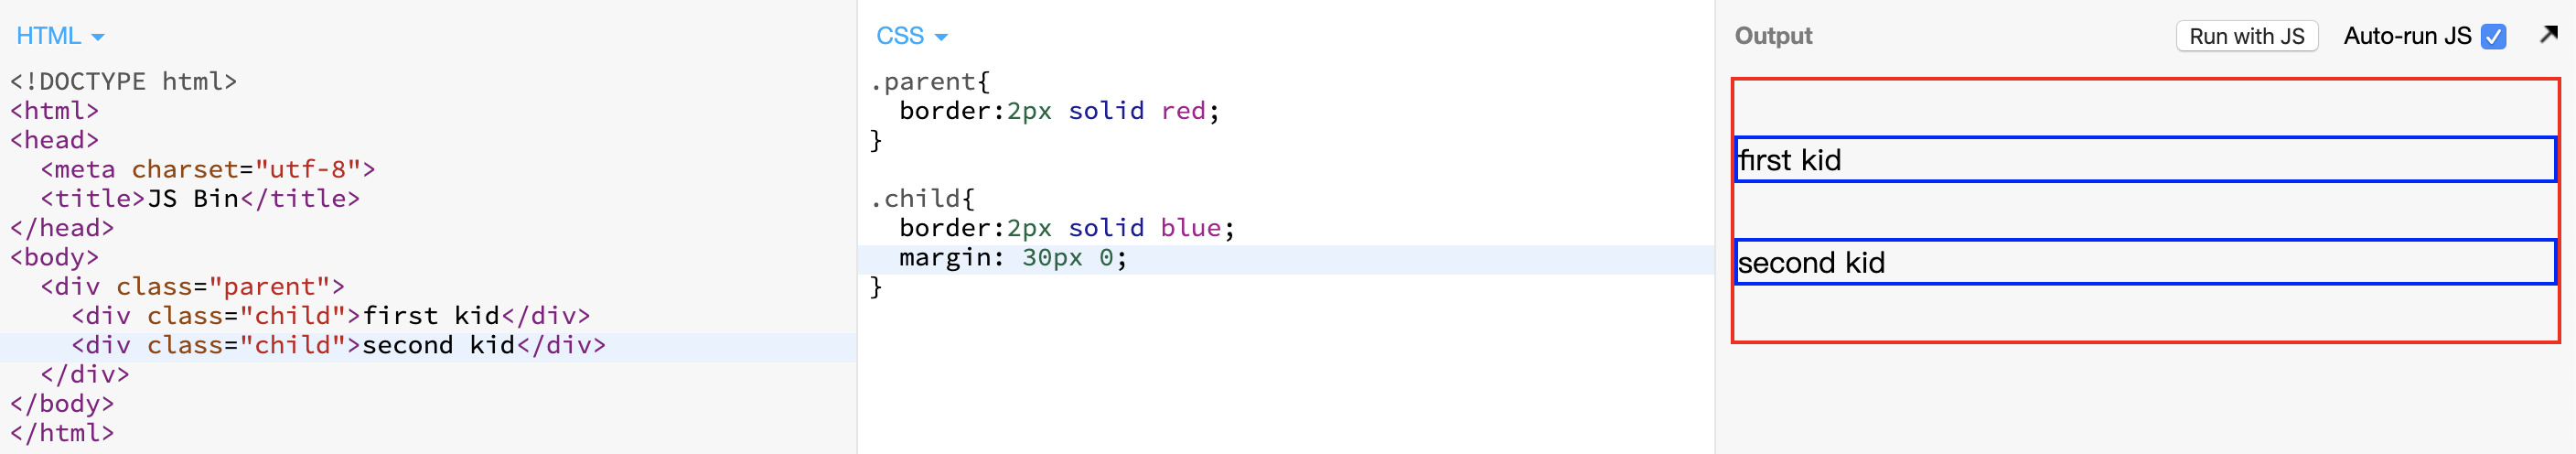 HTML
<!DOCTYPE html>
<html>
<head>
  <meta charset="utf-8">
  <title>JS Bin</title>
</head>
<body>
  <div class="parent">
    <div class="child">first kid</div>
    <div class="child">second kid</div>
  </div>
</body>
</html>
CSS
.parent{
  border:2px solid red;
}

.child{
  border:2px solid blue;
  margin: 30px 0;
}
Output Run with JS Auto-run JS
first kid
second kid